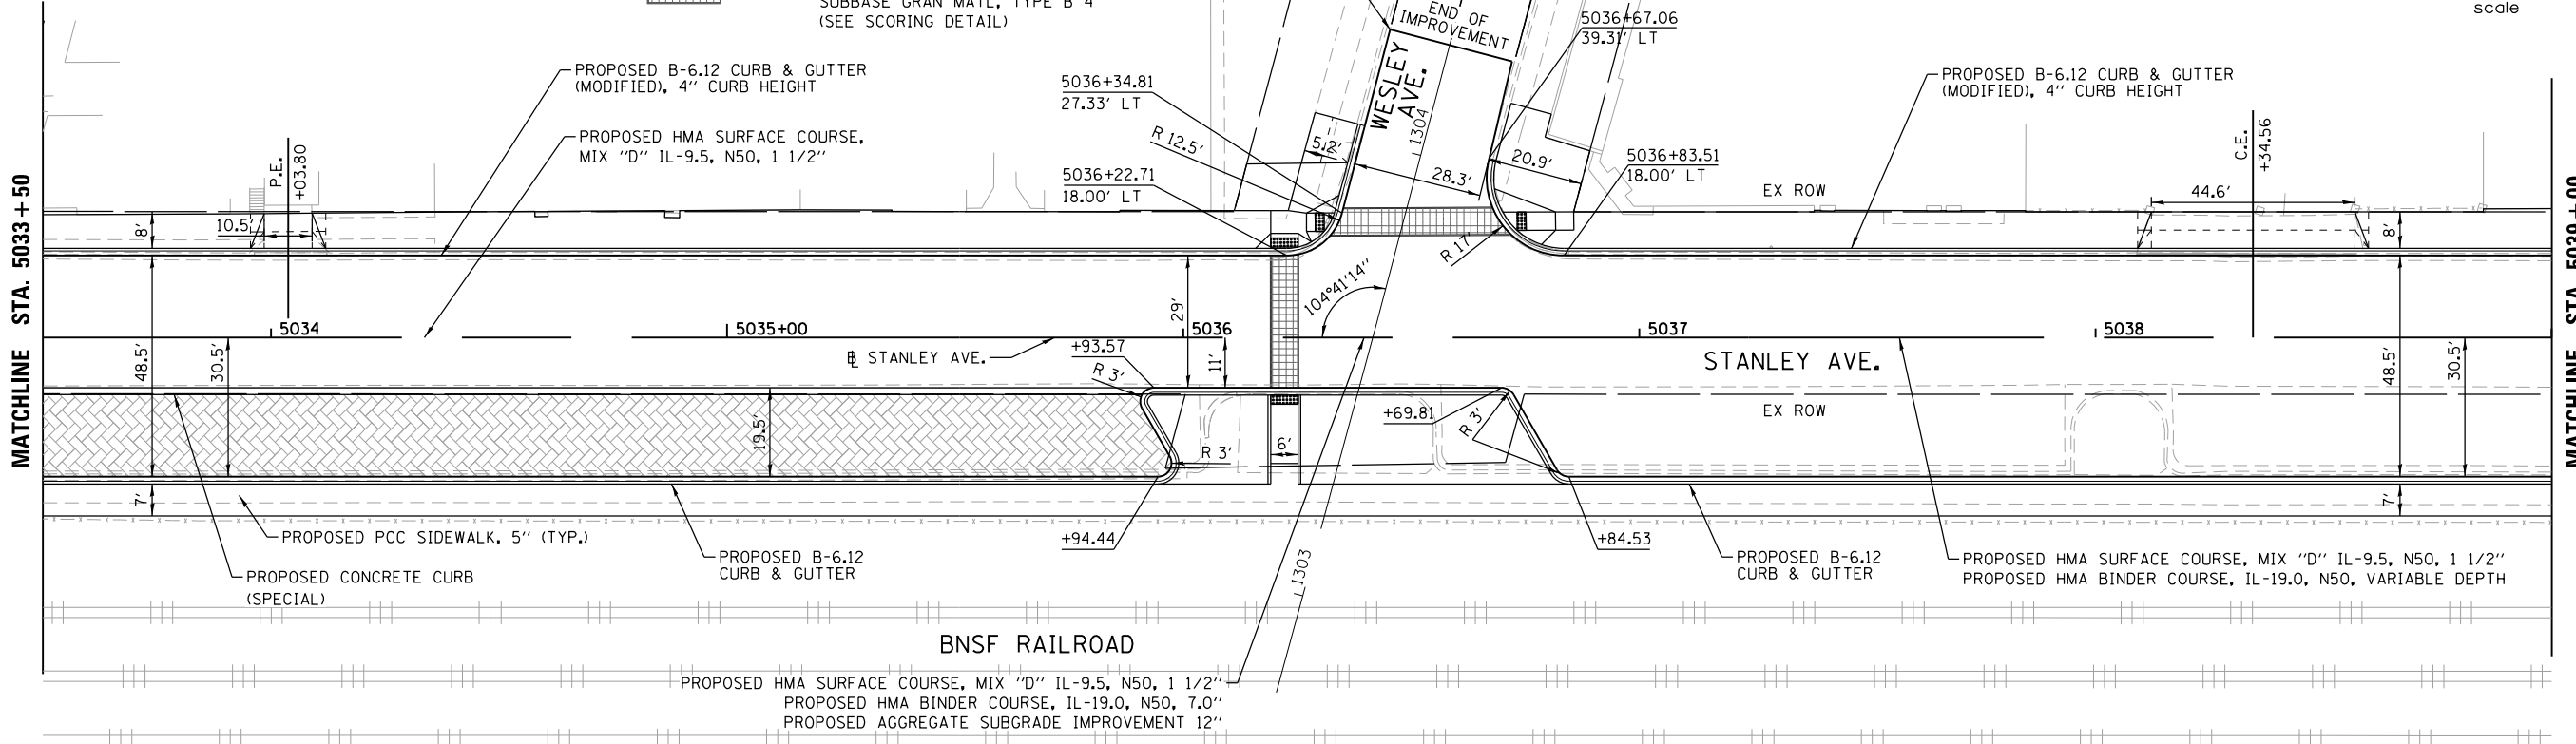 SUBBASE GRAN MATL, TYPE B 4
(SEE SCORING DETAIL)
scale
END OF
IMPROVEMENT
5036+67.06
39.31' LT
PROPOSED B-6.12 CURB & GUTTER
(MODIFIED), 4" CURB HEIGHT
5036+34.81
27.33' LT
WESLEY
AVE.
L1304
PROPOSED B-6.12 CURB & GUTTER
(MODIFIED), 4" CURB HEIGHT
PROPOSED HMA SURFACE COURSE,
MIX "D" IL-9.5, N50, 1 1/2"
R 12.5'
5.2'
20.9'
5036+83.51
18.00' LT
C.E.
+34.56
P.E.
+03.80
5036+22.71
18.00' LT
28.3'
EX ROW
44.6'
MATCHLINE STA. 5033+50
8'
10.5'
R 17'
8'
MATCHLINE STA. 5039+00
104°41'14"
29'
5034
5035+00
5036
5037
5038
48.5'
30.5'
℄ STANLEY AVE.
+93.57
11'
STANLEY AVE.
48.5'
30.5'
R 3'
19.5'
+69.81
R 3'
EX ROW
R 3'
6'
7'
7'
PROPOSED PCC SIDEWALK, 5" (TYP.)
+94.44
+84.53
PROPOSED B-6.12
CURB & GUTTER
PROPOSED B-6.12
CURB & GUTTER
PROPOSED HMA SURFACE COURSE, MIX "D" IL-9.5, N50, 1 1/2"
PROPOSED HMA BINDER COURSE, IL-19.0, N50, VARIABLE DEPTH
PROPOSED CONCRETE CURB
(SPECIAL)
L1303
BNSF RAILROAD
PROPOSED HMA SURFACE COURSE, MIX "D" IL-9.5, N50, 1 1/2"
PROPOSED HMA BINDER COURSE, IL-19.0, N50, 7.0"
PROPOSED AGGREGATE SUBGRADE IMPROVEMENT 12"